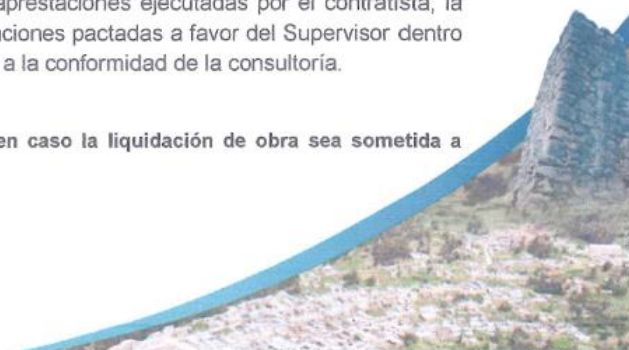 aprestaciones ejecutadas por el contratista, la
aciones pactadas a favor del Supervisor dentro
a la conformidad de la consultoría.
en caso la liquidación de obra sea sometida a